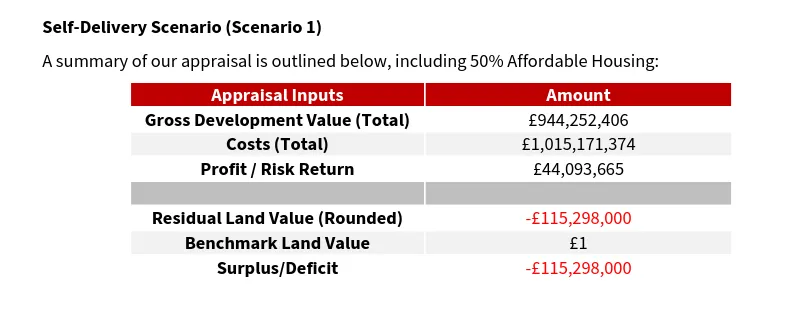 Self-Delivery Scenario (Scenario 1)
A summary of our appraisal is outlined below, including 50% Affordable Housing:
Appraisal Inputs Amount
Gross Development Value (Total) £944,252,406
Costs (Total) £1,015,171,374
Profit / Risk Return £44,093,665
Residual Land Value (Rounded) -£115,298,000
Benchmark Land Value £1
Surplus/Deficit -£115,298,000